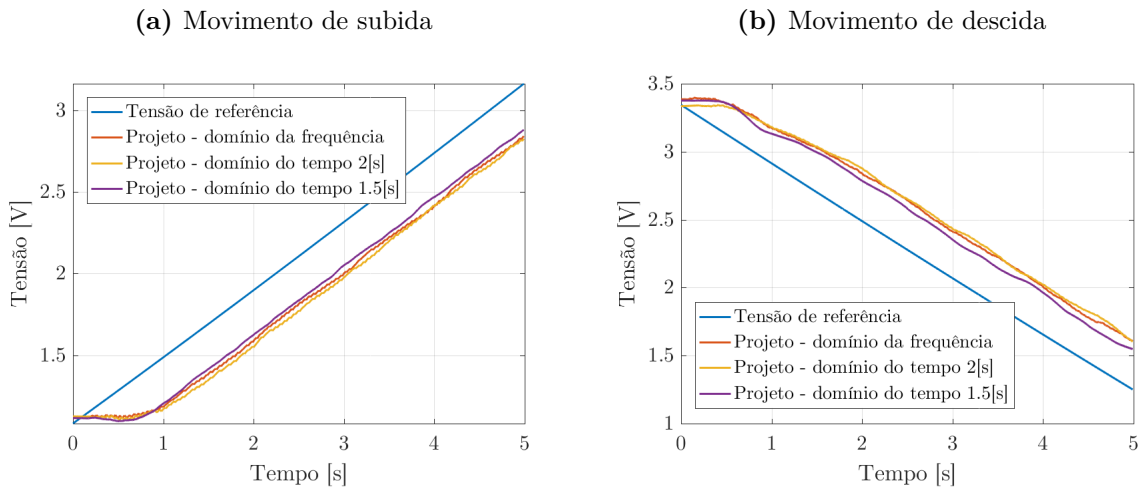 (a) Movimento de subida
Tensão [V]
3
2.5
2
1.5
Tensão de referência
Projeto - domínio da frequência
Projeto - domínio do tempo 2[s]
Projeto - domínio do tempo 1.5[s]
0 1 2 3 4 5
Tempo [s]
(b) Movimento de descida
Tensão [V]
3.5
3
2.5
2
1.5
1
Tensão de referência
Projeto - domínio da frequência
Projeto - domínio do tempo 2[s]
Projeto - domínio do tempo 1.5[s]
0 1 2 3 4 5
Tempo [s]